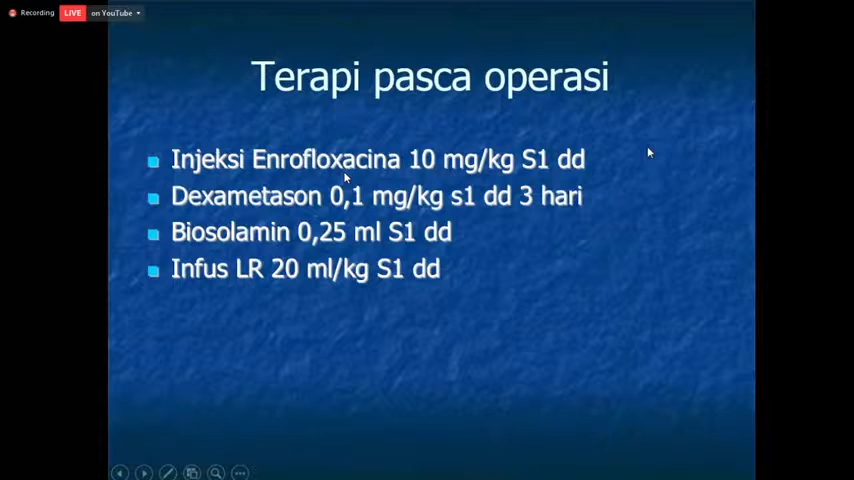 Recording
LIVE on YouTube
Terapi pasca operasi
Injeksi Enrofloxacina 10 mg/kg S1 dd
Dexametason 0,1 mg/kg s1 dd 3 hari
Biosolamin 0,25 ml S1 dd
Infus LR 20 ml/kg S1 dd